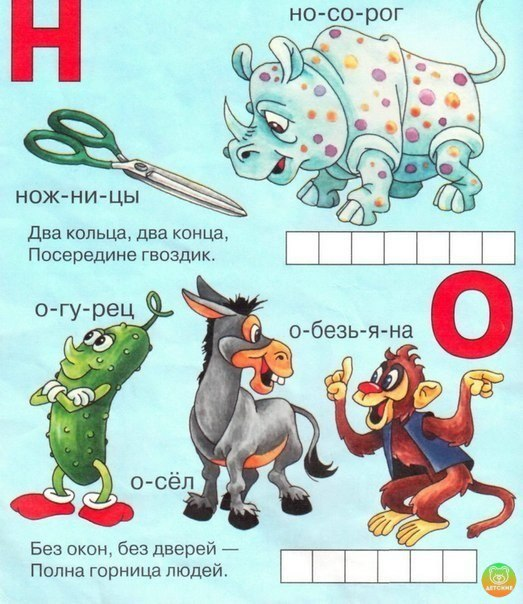 Н
но-со-рог
нож-ни-цы
Два кольца, два конца,
Посередине гвоздик.
О
о-гу-рец
о-безь-я-на
о-сёл
Без окон, без дверей —
Полна горница людей.
ДЕТСКИЕ